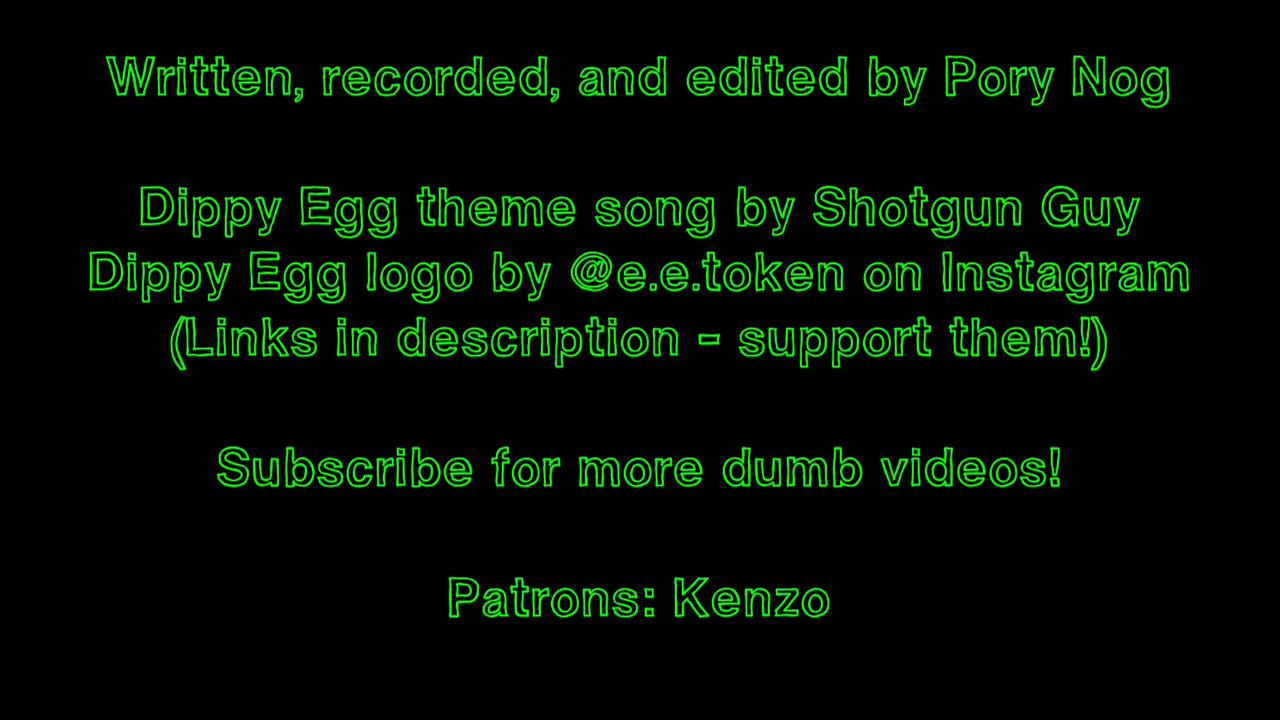 Written, recorded, and edited by Pory Nog
Dippy Egg theme song by Shotgun Guy
Dippy Egg logo by @e.e.token on Instagram
(Links in description - support them!)
Subscribe for more dumb videos!
Patrons: Kenzo